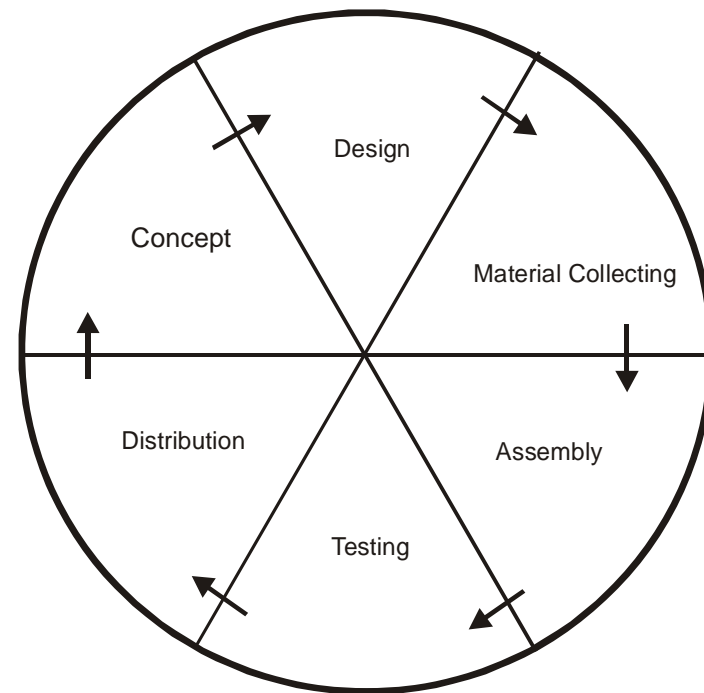 Design
Concept
Material Collecting
Distribution
Assembly
Testing